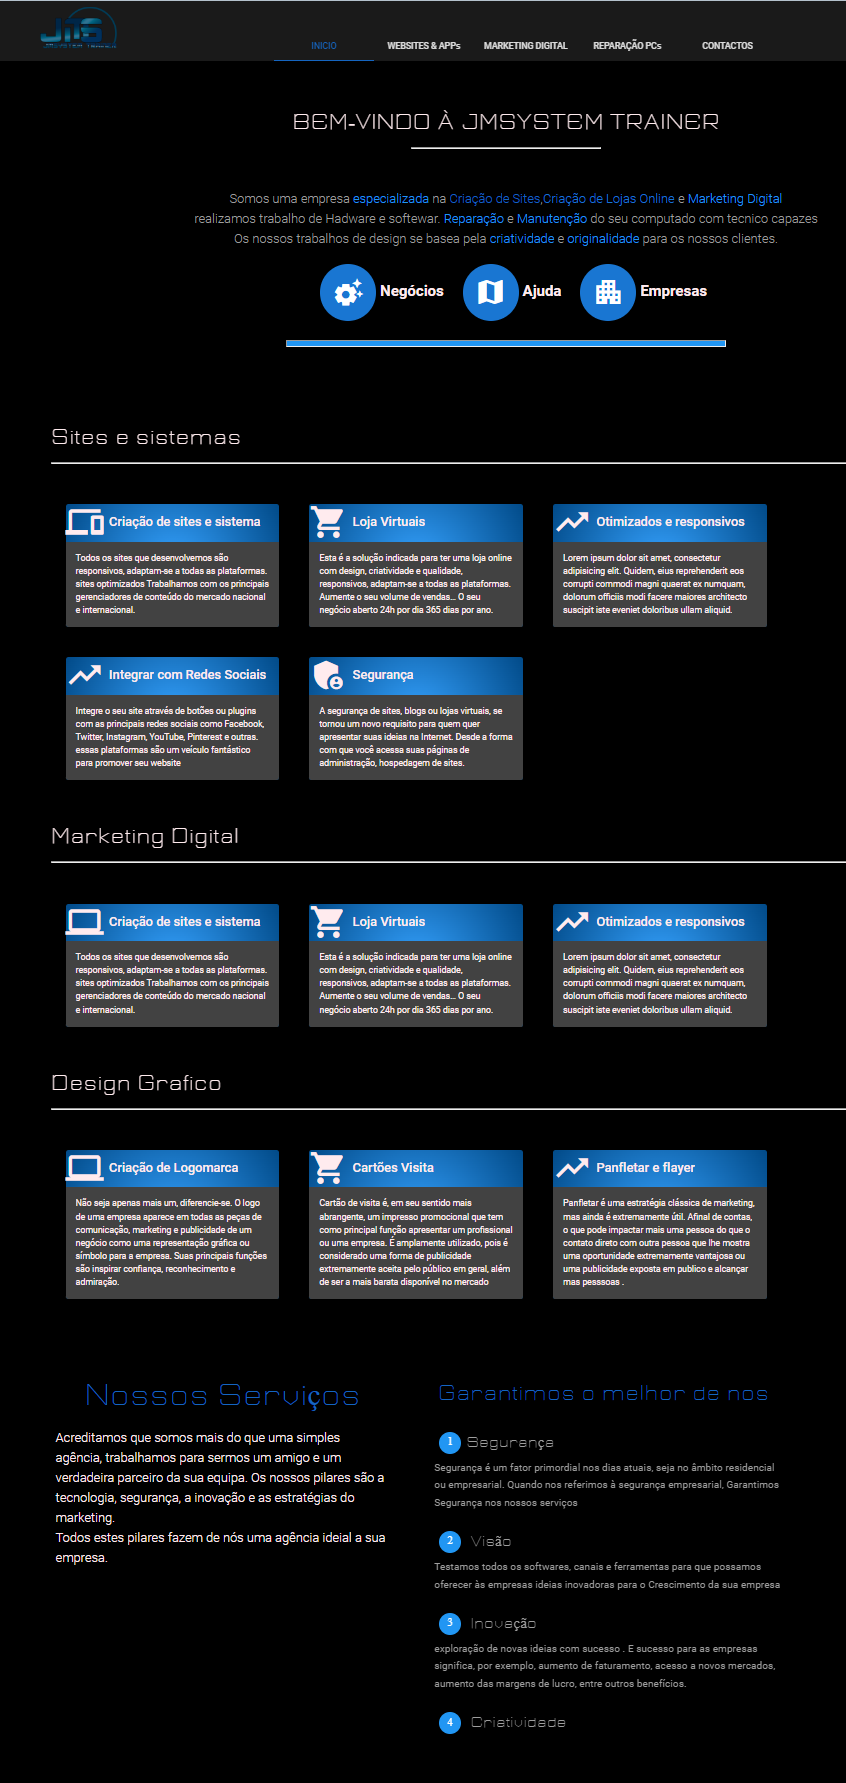 JMS
JMSYSTEM TRAINER
INICIO
WEBSITES & APPs
MARKETING DIGITAL
REPARAÇÃO PCs
CONTACTOS
BEM-VINDO À JMSYSTEM TRAINER
Somos uma empresa especializada na Criação de Sites,Criação de Lojas Online e Marketing Digital
realizamos trabalho de Hadware e softewar. Reparação e Manutenção do seu computado com tecnico capazes
Os nossos trabalhos de design se basea pela criatividade e originalidade para os nossos clientes.
Negócios
Ajuda
Empresas
Sites e sistemas
Criação de sites e sistema
Todos os sites que desenvolvemos são
responsivos, adaptam-se a todas as plataformas.
sites optimizados Trabalhamos com os principais
gerenciadores de conteúdo do mercado nacional
e internacional.
Loja Virtuais
Esta é a solução indicada para ter uma loja online
com design, criatividade e qualidade,
responsivos, adaptam-se a todas as plataformas.
Aumente o seu volume de vendas... O seu
negócio aberto 24h por dia 365 dias por ano.
Otimizados e responsivos
Lorem ipsum dolor sit amet, consectetur
adipisicing elit. Quidem, eius reprehenderit eos
corrupti commodi magni quaerat ex numquam,
dolorum officiis modi facere maiores architecto
suscipit iste eveniet doloribus ullam aliquid.
Integrar com Redes Sociais
Integre o seu site através de botões ou plugins
com as principais redes sociais como Facebook,
Twitter, Instagram, YouTube, Pinterest e outras.
essas plataformas são um veículo fantástico
para promover seu website
Segurança
A segurança de sites, blogs ou lojas virtuais, se
tornou um novo requisito para quem quer
apresentar suas ideias na Internet. Desde a forma
com que você acessa suas páginas de
administração, hospedagem de sites.
Marketing Digital
Criação de sites e sistema
Todos os sites que desenvolvemos são
responsivos, adaptam-se a todas as plataformas.
sites optimizados Trabalhamos com os principais
gerenciadores de conteúdo do mercado nacional
e internacional.
Loja Virtuais
Esta é a solução indicada para ter uma loja online
com design, criatividade e qualidade,
responsivos, adaptam-se a todas as plataformas.
Aumente o seu volume de vendas... O seu
negócio aberto 24h por dia 365 dias por ano.
Otimizados e responsivos
Lorem ipsum dolor sit amet, consectetur
adipisicing elit. Quidem, eius reprehenderit eos
corrupti commodi magni quaerat ex numquam,
dolorum officiis modi facere maiores architecto
suscipit iste eveniet doloribus ullam aliquid.
Design Grafico
Criação de Logomarca
Não seja apenas mais um, diferencie-se. O logo
de uma empresa aparece em todas as peças de
comunicação, marketing e publicidade de um
negócio como uma representação gráfica ou
símbolo para a empresa. Suas principais funções
são inspirar confiança, reconhecimento e
admiração.
Cartões Visita
Cartão de visita é, em seu sentido mais
abrangente, um impresso promocional que tem
como principal função apresentar um profissional
ou uma empresa. É amplamente utilizado, pois é
considerado uma forma de publicidade
extremamente aceita pelo público em geral, além
de ser a mais barata disponível no mercado
Panfletar e flayer
Panfletar é uma estratégia clássica de marketing,
mas ainda é extremamente útil. Afinal de contas,
o que pode impactar mais uma pessoa do que o
contato direto com outra pessoa que lhe mostra
uma oportunidade extremamente vantajosa ou
uma publicidade exposta em publico e alcançar
mas pesssoas .
Nossos Serviços
Acreditamos que somos mais do que uma simples
agência, trabalhamos para sermos um amigo e um
verdadeira parceiro da sua equipa. Os nossos pilares são a
tecnologia, segurança, a inovação e as estratégias do
marketing.
Todos estes pilares fazem de nós uma agência ideial a sua
empresa.
Garantimos o melhor de nos
1 Segurança
Segurança é um fator primordial nos dias atuais, seja no âmbito residencial
ou empresarial. Quando nos referimos à segurança empresarial, Garantimos
Segurança nos nossos serviços
2 Visão
Testamos todos os softwares, canais e ferramentas para que possamos
oferecer às empresas ideias inovadoras para o Crescimento da sua empresa
3 Inovação
exploração de novas ideias com sucesso . E sucesso para as empresas
significa, por exemplo, aumento de faturamento, acesso a novos mercados,
aumento das margens de lucro, entre outros benefícios.
4 Criatividade